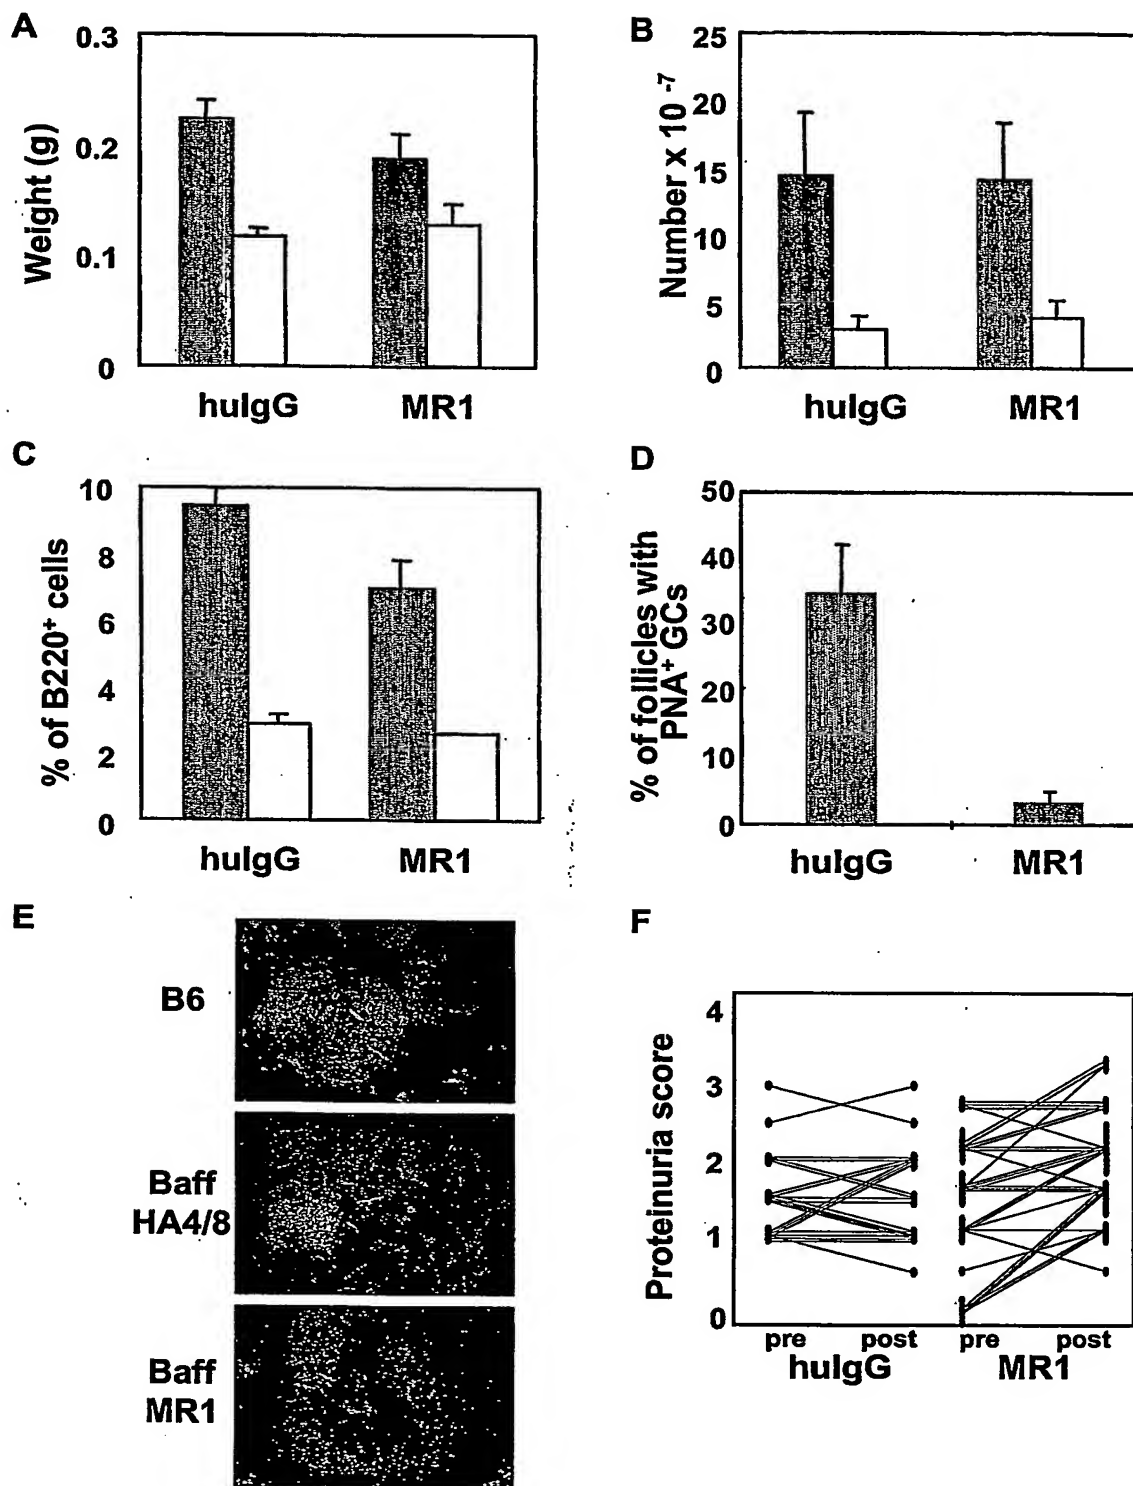 A
Weight (g)
0.3
0.2
0.1
0
huIgG
MR1
B
Number x 10 -7
25
20
15
10
5
0
huIgG
MR1
C
% of B220+ cells
10
8
6
4
2
0
huIgG
MR1
D
% of follicles with
PNA+ GCs
50
40
30
20
10
0
huIgG
MR1
E
B6
Baff
HA4/8
Baff
MR1
F
Proteinuria score
4
3
2
1
0
pre
post
pre
post
huIgG
MR1